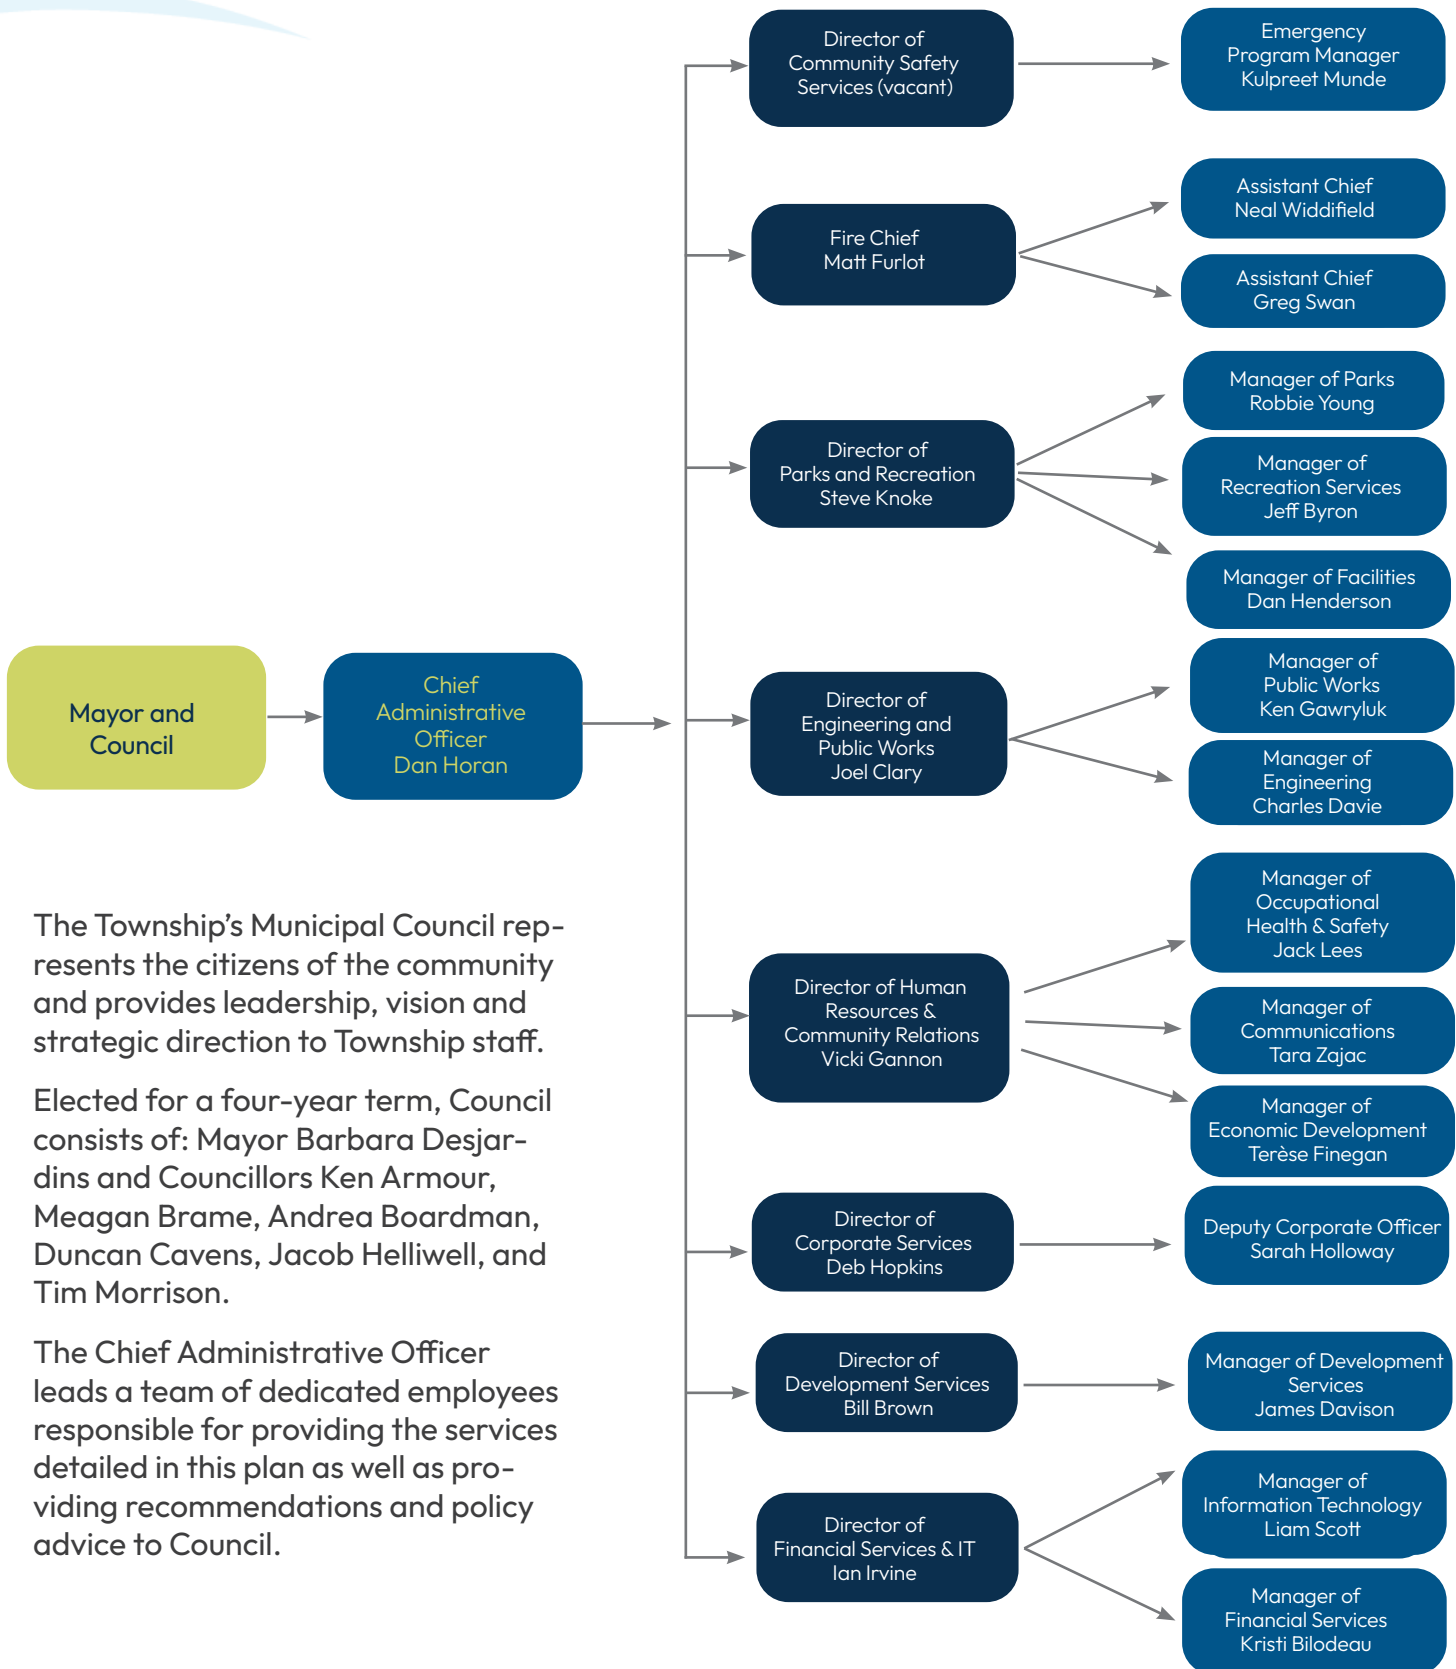 Mayor and
Council
Chief
Administrative
Officer
Dan Horan
The Township's Municipal Council rep-
resents the citizens of the community
and provides leadership, vision and
strategic direction to Township staff.
Elected for a four-year term, Council
consists of: Mayor Barbara Desjar-
dins and Councillors Ken Armour,
Meagan Brame, Andrea Boardman,
Duncan Cavens, Jacob Helliwell, and
Tim Morrison.
The Chief Administrative Officer
leads a team of dedicated employees
responsible for providing the services
detailed in this plan as well as pro-
viding recommendations and policy
advice to Council.
Director of
Community Safety
Services (vacant)
Emergency
Program Manager
Kulpreet Munde
Fire Chief
Matt Furlot
Assistant Chief
Neal Widdifield
Assistant Chief
Greg Swan
Director of
Parks and Recreation
Steve Knoke
Manager of Parks
Robbie Young
Manager of
Recreation Services
Jeff Byron
Manager of Facilities
Dan Henderson
Director of
Engineering and
Public Works
Joel Clary
Manager of
Public Works
Ken Gawryluk
Manager of
Engineering
Charles Davie
Director of Human
Resources &
Community Relations
Vicki Gannon
Manager of
Occupational
Health & Safety
Jack Lees
Manager of
Communications
Tara Zajac
Manager of
Economic Development
Terèse Finegan
Director of
Corporate Services
Deb Hopkins
Deputy Corporate Officer
Sarah Holloway
Director of
Development Services
Bill Brown
Manager of Development
Services
James Davison
Director of
Financial Services & IT
Ian Irvine
Manager of
Information Technology
Liam Scott
Manager of
Financial Services
Kristi Bilodeau